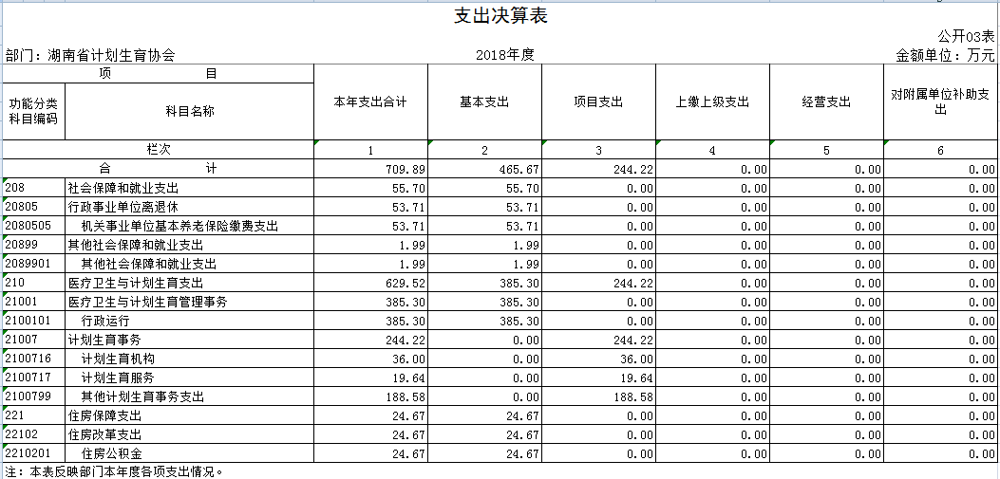 支出决算表
公开03表
部门：湖南省计划生育协会 2018年度 金额单位：万元
项 目 本年支出合计 基本支出 项目支出 上缴上级支出 经营支出 对附属单位补助支出
功能分类科目编码 科目名称
栏次 1 2 3 4 5 6
合 计 709.89 465.67 244.22 0.00 0.00 0.00
208 社会保障和就业支出 55.70 55.70 0.00 0.00 0.00 0.00
20805 行政事业单位离退休 53.71 53.71 0.00 0.00 0.00 0.00
2080505 机关事业单位基本养老保险缴费支出 53.71 53.71 0.00 0.00 0.00 0.00
20899 其他社会保障和就业支出 1.99 1.99 0.00 0.00 0.00 0.00
2089901 其他社会保障和就业支出 1.99 1.99 0.00 0.00 0.00 0.00
210 医疗卫生与计划生育支出 629.52 385.30 244.22 0.00 0.00 0.00
21001 医疗卫生与计划生育管理事务 385.30 385.30 0.00 0.00 0.00 0.00
2100101 行政运行 385.30 385.30 0.00 0.00 0.00 0.00
21007 计划生育事务 244.22 0.00 244.22 0.00 0.00 0.00
2100716 计划生育机构 36.00 0.00 36.00 0.00 0.00 0.00
2100717 计划生育服务 19.64 0.00 19.64 0.00 0.00 0.00
2100799 其他计划生育事务支出 188.58 0.00 188.58 0.00 0.00 0.00
221 住房保障支出 24.67 24.67 0.00 0.00 0.00 0.00
22102 住房改革支出 24.67 24.67 0.00 0.00 0.00 0.00
2210201 住房公积金 24.67 24.67 0.00 0.00 0.00 0.00
注：本表反映部门本年度各项支出情况。